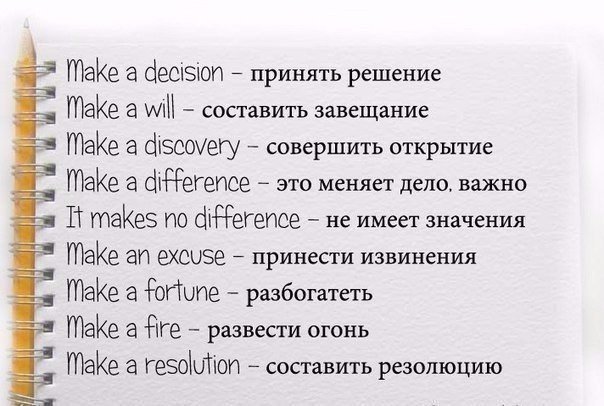 Make a decision – принять решение
Make a will – составить завещание
Make a discovery – совершить открытие
Make a difference – это меняет дело, важно
It makes no difference – не имеет значения
Make an excuse – принести извинения
Make a fortune – разбогатеть
Make a fire – развести огонь
Make a resolution – составить резолюцию